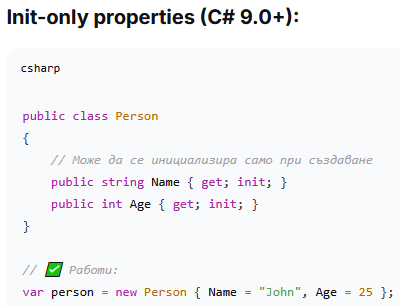 Init-only properties (C# 9.0+):
csharp
public class Person
{
    // Може да се инициализира само при създаване
    public string Name { get; init; }
    public int Age { get; init; }
}
// ✅ Работи:
var person = new Person { Name = "John", Age = 25 };